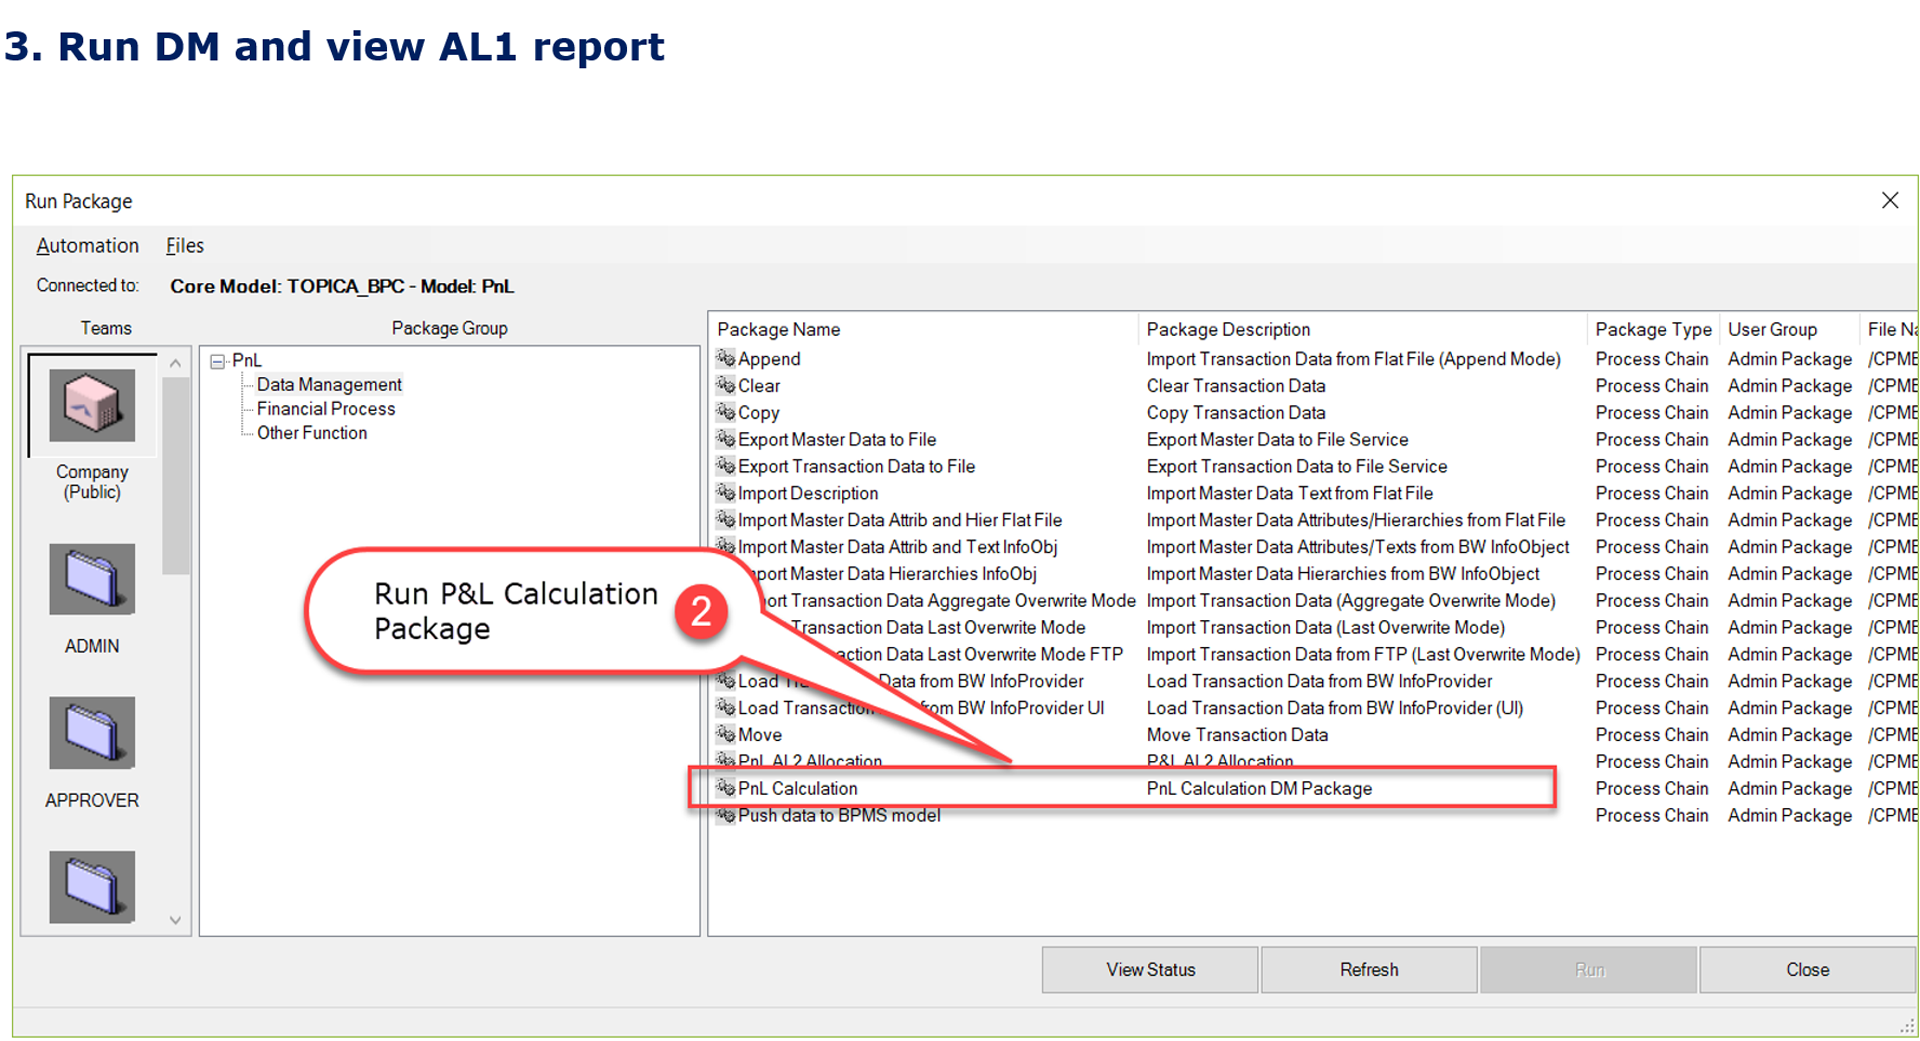 3. Run DM and view AL1 report
Run Package
Automation Files
Connected to: Core Model: TOPICA_BPC - Model: PnL
Teams
Company
(Public)
ADMIN
APPROVER
Package Group
PnL
Data Management
Financial Process
Other Function
Run P&L Calculation
Package
2
Package Name Package Description Package Type User Group File Na
Append Import Transaction Data from Flat File (Append Mode) Process Chain Admin Package /CPME
Clear Clear Transaction Data Process Chain Admin Package /CPME
Copy Copy Transaction Data Process Chain Admin Package /CPME
Export Master Data to File Export Master Data to File Service Process Chain Admin Package /CPME
Export Transaction Data to File Export Transaction Data to File Service Process Chain Admin Package /CPME
Import Description Import Master Data Text from Flat File Process Chain Admin Package /CPME
Import Master Data Attrib and Hier Flat File Import Master Data Attributes/Hierarchies from Flat File Process Chain Admin Package /CPME
Import Master Data Attrib and Text InfoObj Import Master Data Attributes/Texts from BW InfoObject Process Chain Admin Package /CPME
port Master Data Hierarchies InfoObj Import Master Data Hierarchies from BW InfoObject Process Chain Admin Package /CPME
ort Transaction Data Aggregate Overwrite Mode Import Transaction Data (Aggregate Overwrite Mode) Process Chain Admin Package /CPME
Transaction Data Last Overwrite Mode Import Transaction Data (Last Overwrite Mode) Process Chain Admin Package /CPME
action Data Last Overwrite Mode FTP Import Transaction Data from FTP (Last Overwrite Mode) Process Chain Admin Package /CPME
Load Data from BW InfoProvider Load Transaction Data from BW InfoProvider Process Chain Admin Package /CPME
Load Transaction from BW InfoProvider UI Load Transaction Data from BW InfoProvider (UI) Process Chain Admin Package /CPME
Move Move Transaction Data Process Chain Admin Package /CPME
PnL AL2 Allocation P&L AL2 Allocation Process Chain Admin Package /CPME
PnL Calculation PnL Calculation DM Package Process Chain Admin Package /CPME
Push data to BPMS model Process Chain Admin Package /CPME
View Status Refresh Run Close